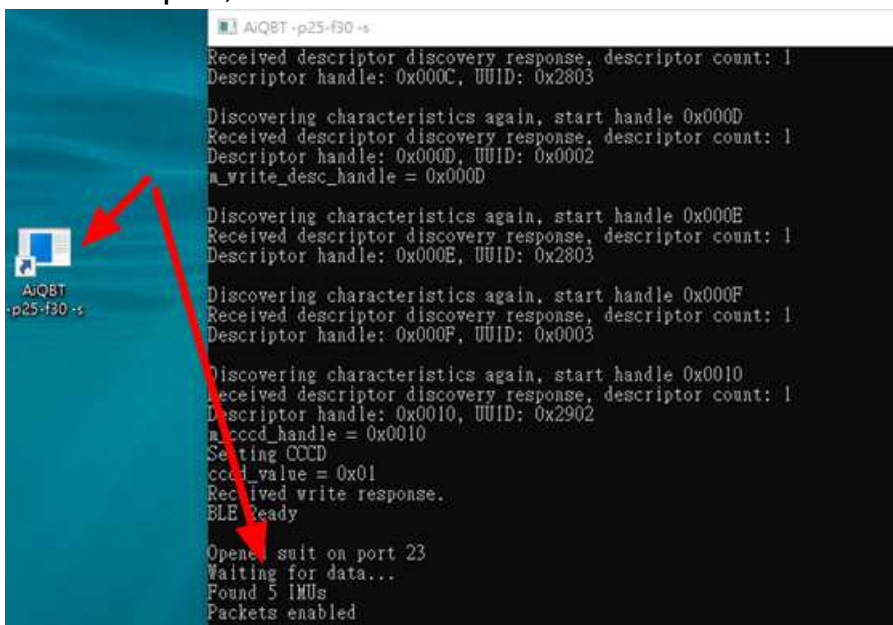 AiQBT -p25-f30 -s
Received descriptor discovery response, descriptor count: 1
Descriptor handle: 0x000C, UUID: 0x2803
Discovering characteristics again, start handle 0x000D
Received descriptor discovery response, descriptor count: 1
Descriptor handle: 0x000D, UUID: 0x0002
m_write_desc_handle = 0x000D
Discovering characteristics again, start handle 0x000E
Received descriptor discovery response, descriptor count: 1
Descriptor handle: 0x000E, UUID: 0x2803
Discovering characteristics again, start handle 0x000F
Received descriptor discovery response, descriptor count: 1
Descriptor handle: 0x000F, UUID: 0x0003
Discovering characteristics again, start handle 0x0010
Received descriptor discovery response, descriptor count: 1
Descriptor handle: 0x0010, UUID: 0x2902
m_cccd_handle = 0x0010
Setting CCCD
cccd_value = 0x01
Received write response.
BLE Ready
Opened suit on port 23
Waiting for data...
Found 5 IMUs
Packets enabled
AiQBT
-p25-f30 -s